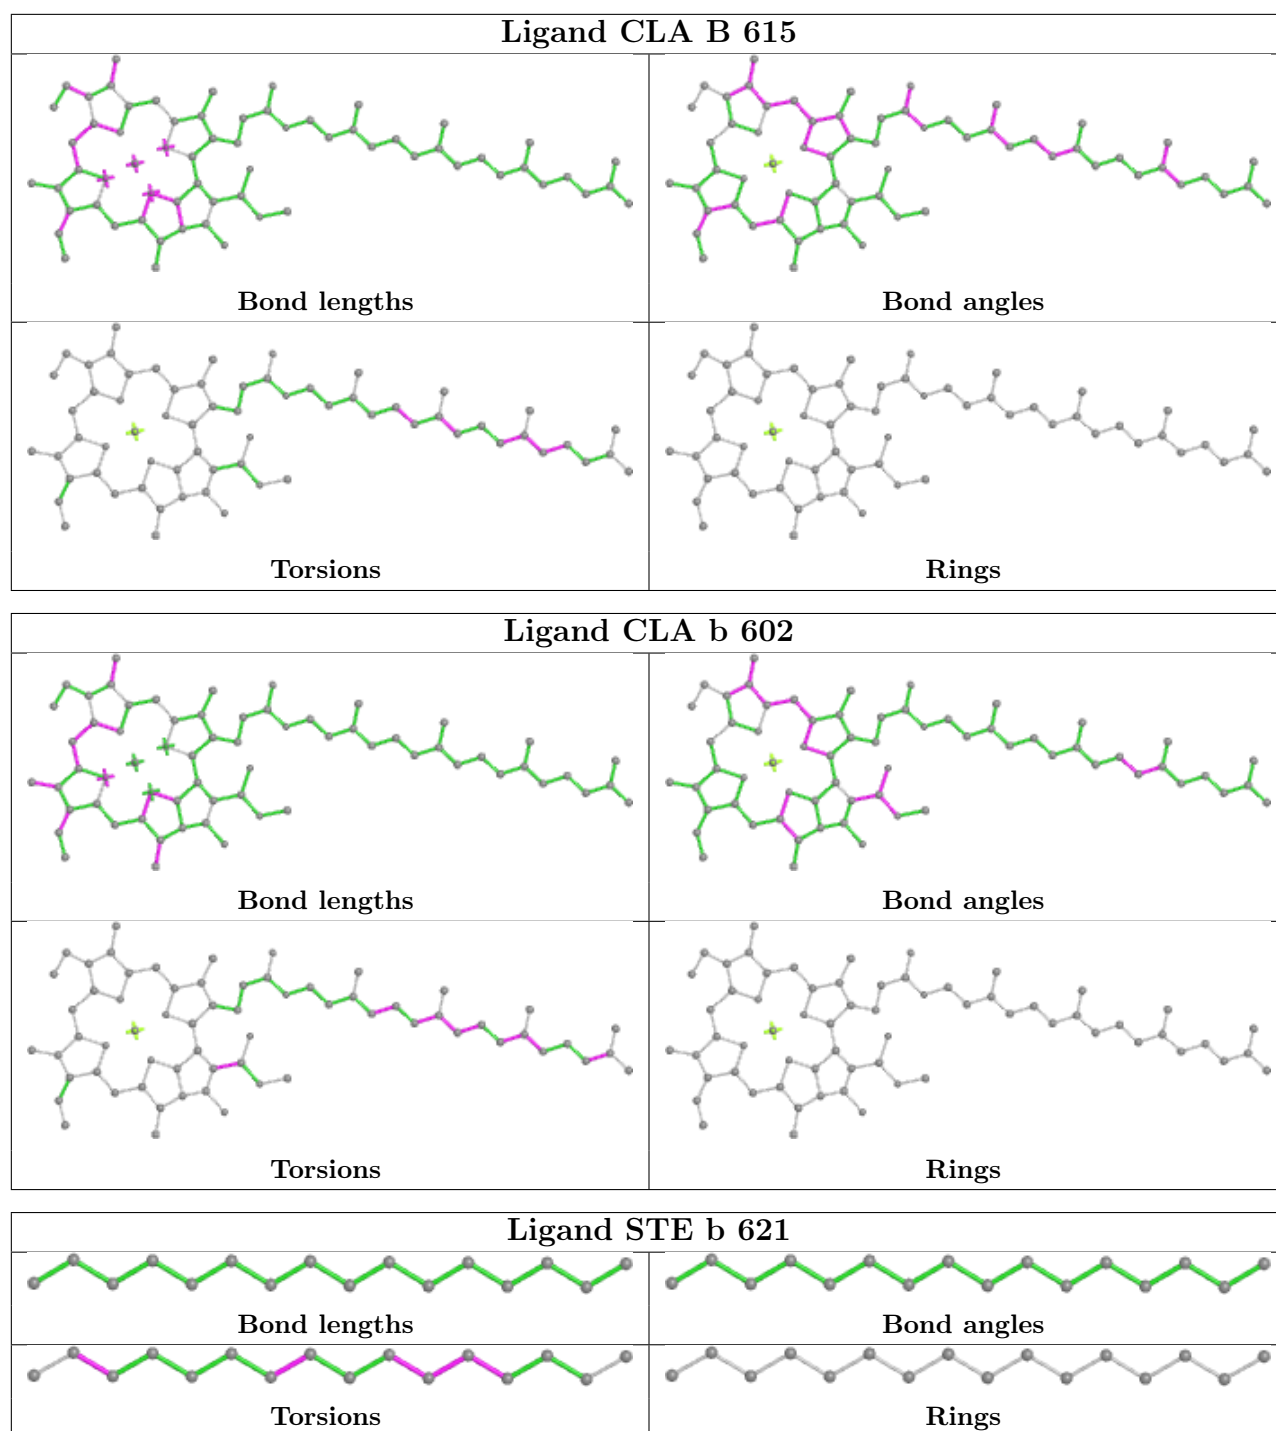 Ligand CLA B 615
Bond lengths
Bond angles
Torsions
Rings
Ligand CLA b 602
Bond lengths
Bond angles
Torsions
Rings
Ligand STE b 621
Bond lengths
Bond angles
Torsions
Rings